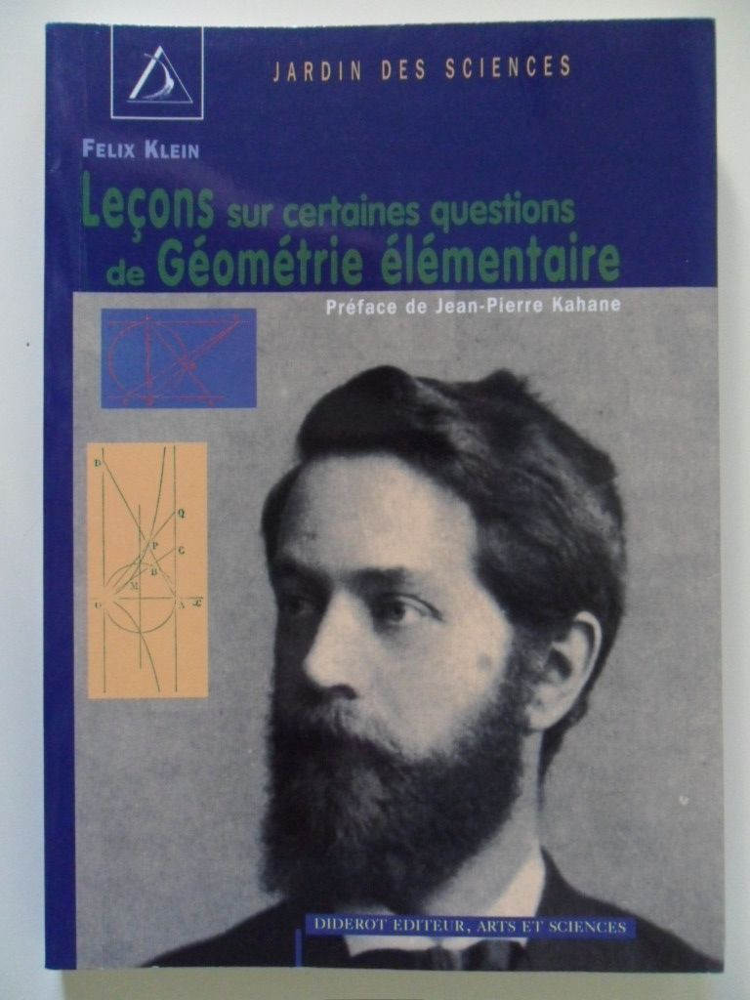 JARDIN DES SCIENCES
FELIX KLEIN
Leçons sur certaines questions
de Géométrie élémentaire
Préface de Jean-Pierre Kahane
D
Q
P
G
B
M
O
A
x
DIDEROT EDITEUR, ARTS ET SCIENCES